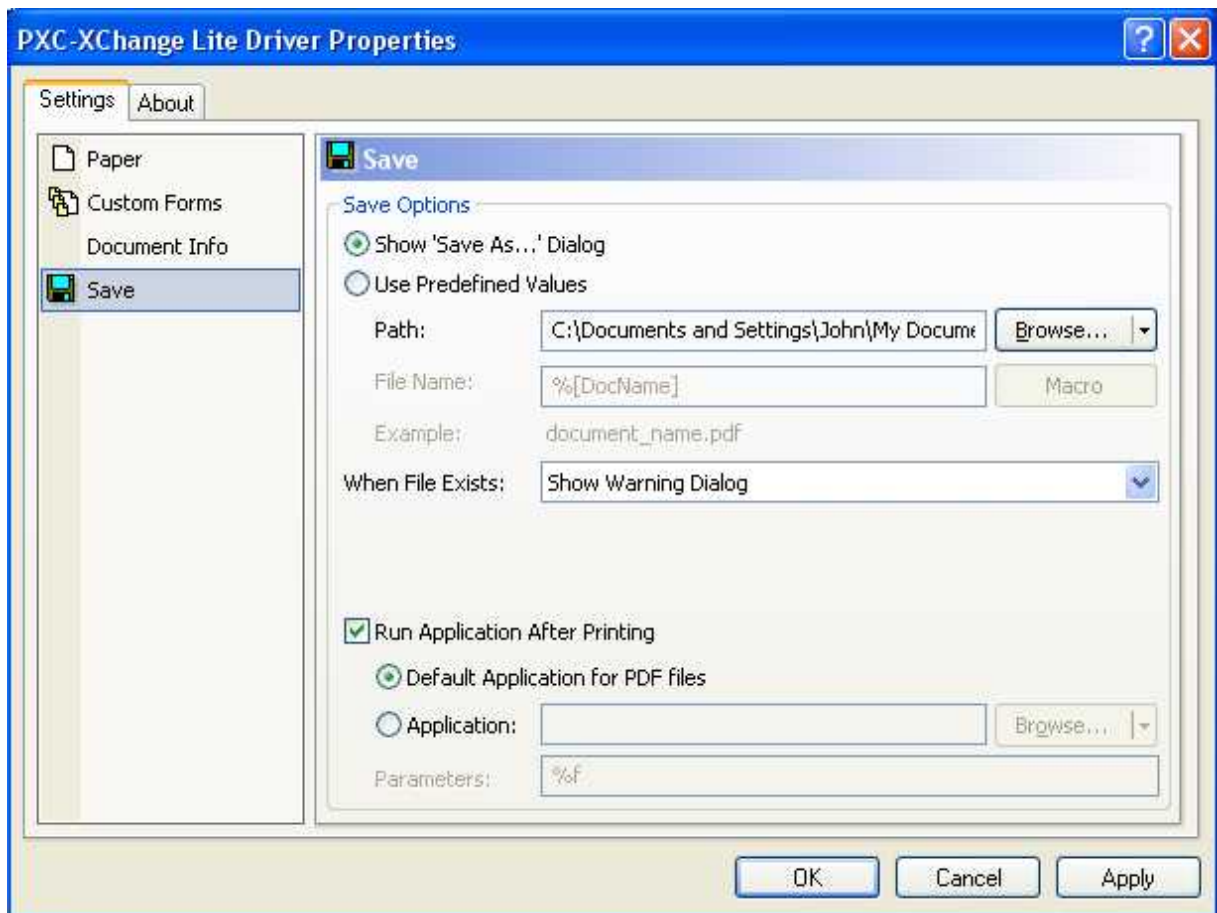 PXC-XChange Lite Driver Properties
Settings About
Paper
Custom Forms
Document Info
Save
Save
Save Options
Show 'Save As...' Dialog
Use Predefined Values
Path: C:\Documents and Settings\John\My Docume Browse...
File Name: %[DocName] Macro
Example: document_name.pdf
When File Exists: Show Warning Dialog
Run Application After Printing
Default Application for PDF files
Application: Browse...
Parameters: %f
OK Cancel Apply